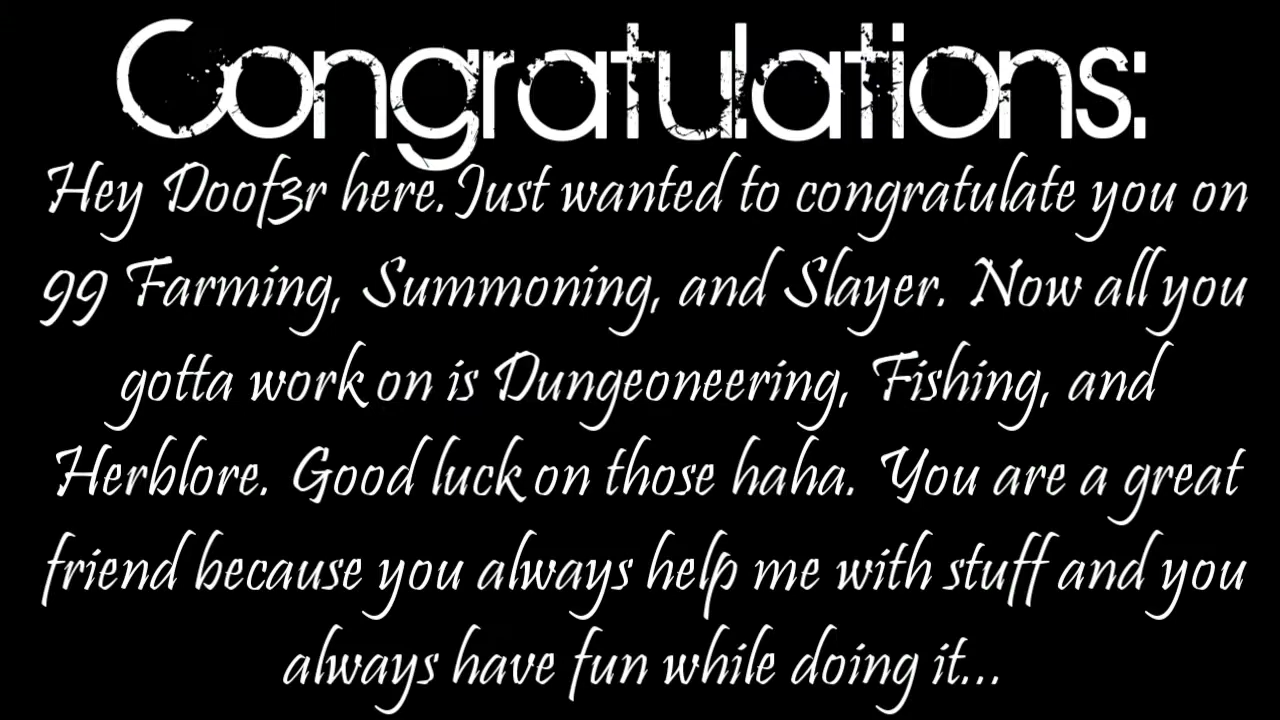 Congratulations:
Hey Doof3r here. Just wanted to congratulate you on
99 Farming, Summoning, and Slayer. Now all you
gotta work on is Dungeoneering, Fishing, and
Herblore. Good luck on those haha. You are a great
friend because you always help me with stuff and you
always have fun while doing it...